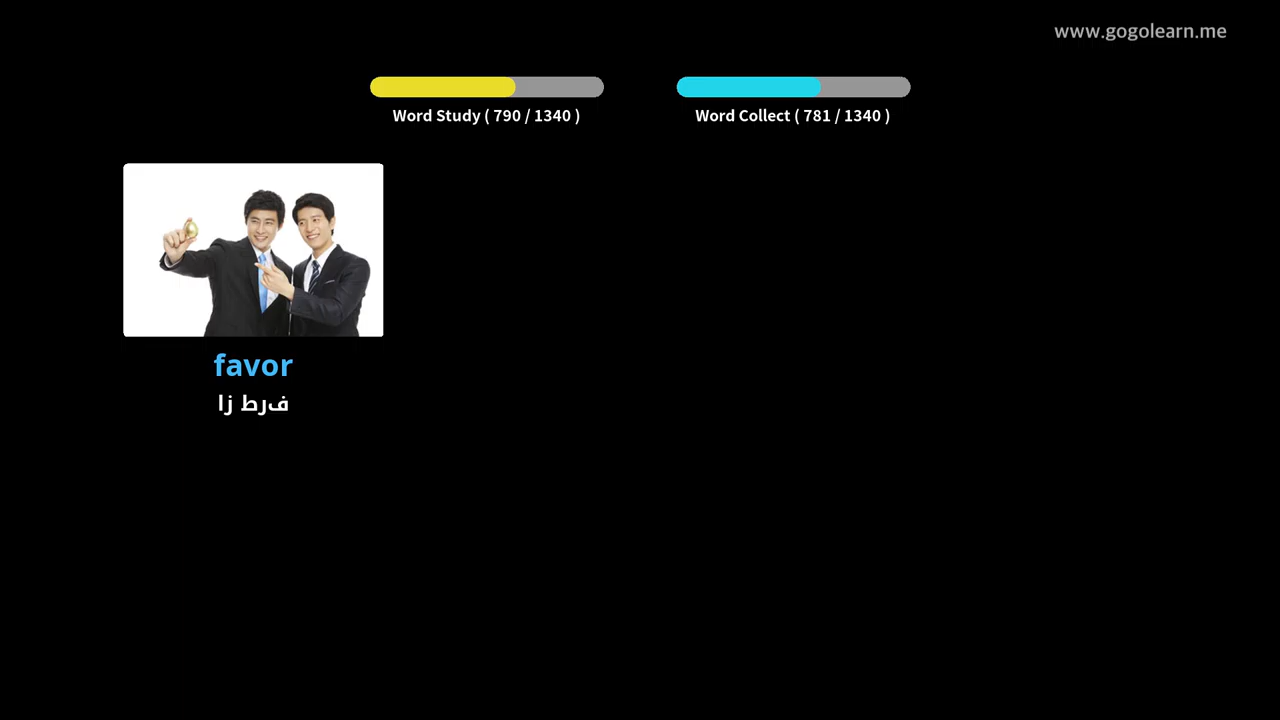 www.gogolearn.me
Word Study ( 790 / 1340 )
Word Collect ( 781 / 1340 )
favor
فرط زا